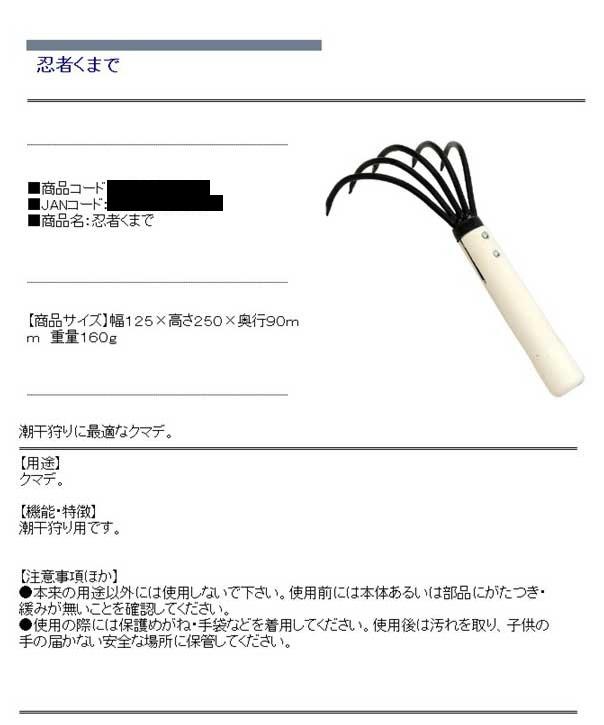 忍者くまで
■商品コード
■JANコード:
■商品名:忍者くまで
【商品サイズ】幅125×高さ250×奥行90m
m 重量160g
潮干狩りに最適なクマデ。
【用途】
クマデ。
【機能・特徴】
潮干狩り用です。
【注意事項ほか】
●本来の用途以外には使用しないで下さい。使用前には本体あるいは部品にがたつき・
緩みが無いことを確認してください。
●使用の際には保護めがね・手袋などを着用してください。使用後は汚れを取り、子供の
手の届かない安全な場所に保管してください。